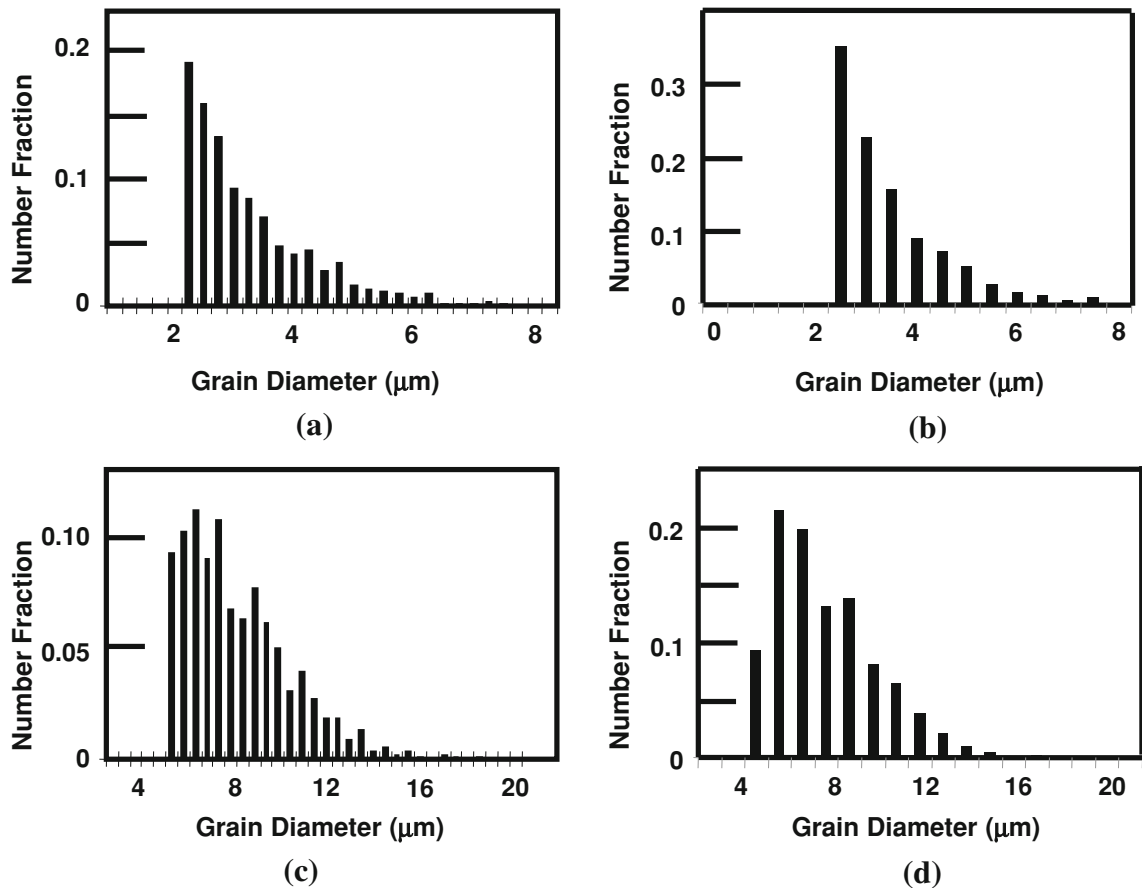 Number Fraction
0.2
0.1
0
2 4 6 8
Grain Diameter (μm)
(a)
Number Fraction
0.3
0.2
0.1
0
0 2 4 6 8
Grain Diameter (μm)
(b)
Number Fraction
0.10
0.05
0
4 8 12 16 20
Grain Diameter (μm)
(c)
Number Fraction
0.2
0.1
0
4 8 12 16 20
Grain Diameter (μm)
(d)